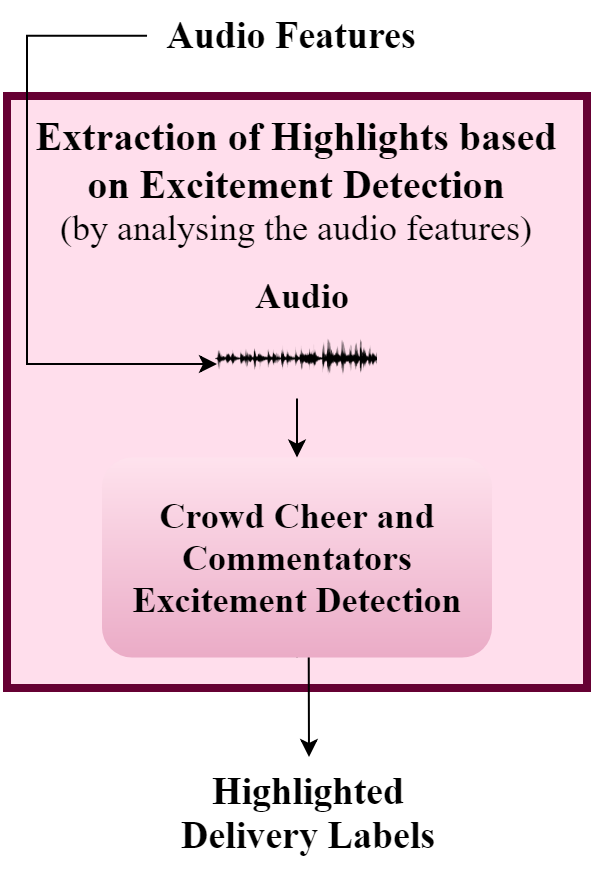 Audio Features
Extraction of Highlights based
on Excitement Detection
(by analysing the audio features)
Audio
Crowd Cheer and
Commentators
Excitement Detection
Highlighted
Delivery Labels